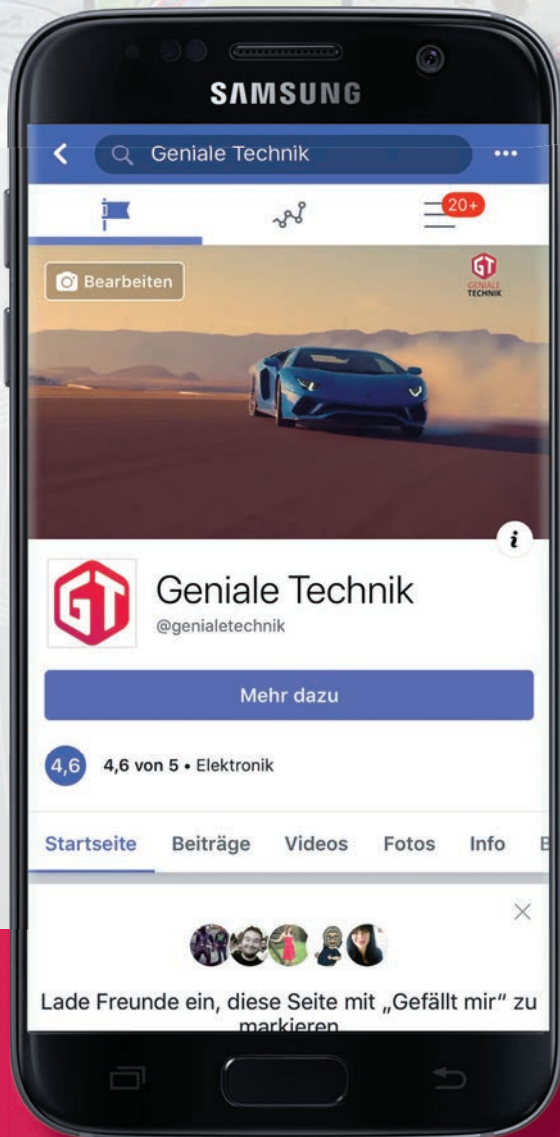 SAMSUNG
Geniale Technik
20+
Bearbeiten
GT
GENIALE
TECHNIK
i
GT
Geniale Technik
@genialetechnik
Mehr dazu
4,6
4,6 von 5 • Elektronik
Startseite Beiträge Videos Fotos Info
Lade Freunde ein, diese Seite mit „Gefällt mir“ zu
markieren